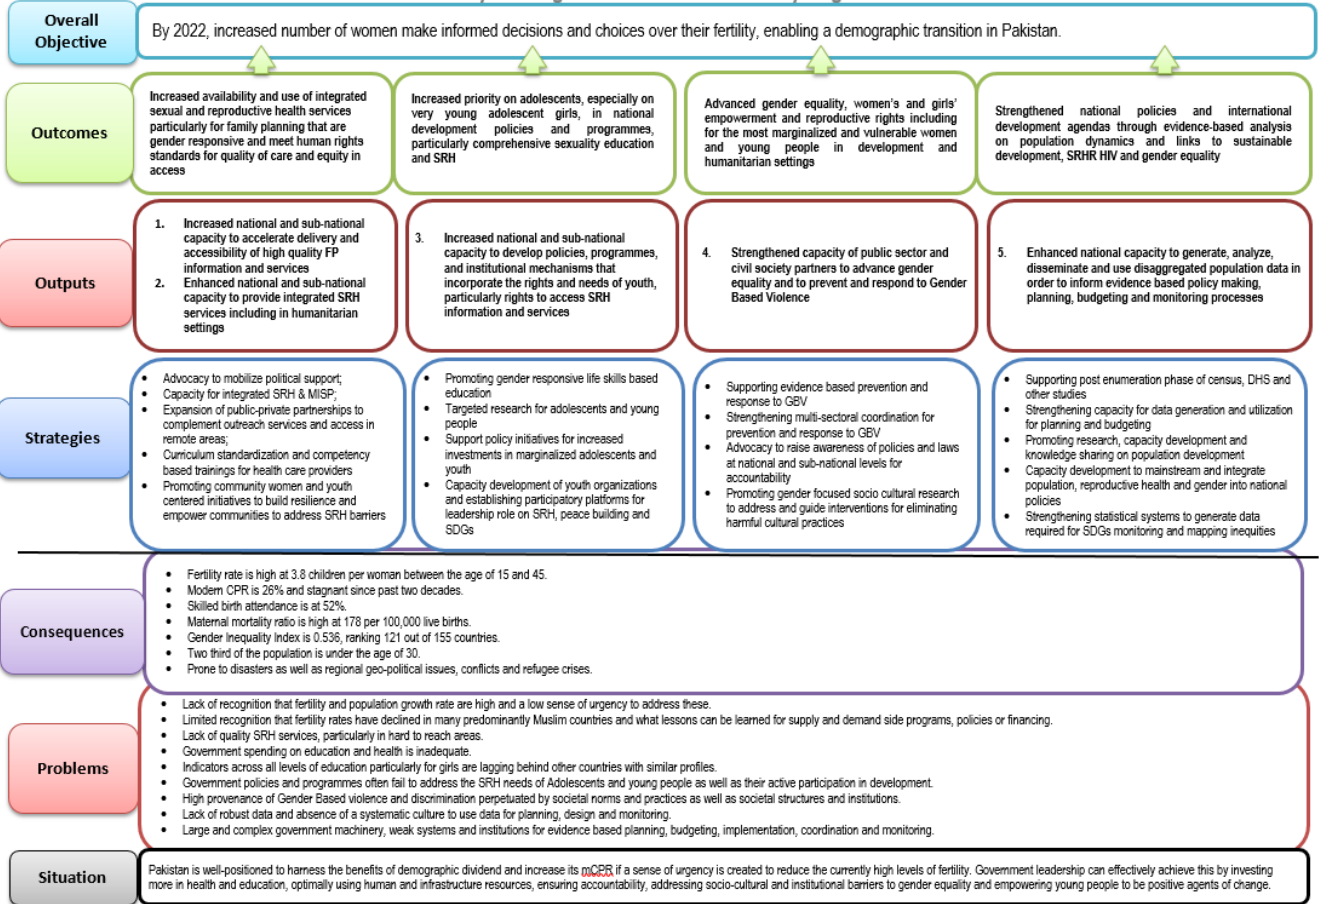 Overall
Objective
By 2022, increased number of women make informed decisions and choices over their fertility, enabling a demographic transition in Pakistan.
Outcomes
Increased availability and use of integrated
sexual and reproductive health services
particularly for family planning that are
gender responsive and meet human rights
standards for quality of care and equity in
access
Increased priority on adolescents, especially on
very young adolescent girls, in national
development policies and programmes,
particularly comprehensive sexuality education
and SRH
Advanced gender equality, women's and girls'
empowerment and reproductive rights including
for the most marginalized and vulnerable women
and young people in development and
humanitarian settings
Strengthened national policies and international
development agendas through evidence-based analysis
on population dynamics and links to sustainable
development, SRHR HIV and gender equality
Outputs
1. Increased national and sub-national
capacity to accelerate delivery and
accessibility of high quality FP
information and services
2. Enhanced national and sub-national
capacity to provide integrated SRH
services including in humanitarian
settings
3. Increased national and sub-national
capacity to develop policies, programmes,
and institutional mechanisms that
incorporate the rights and needs of youth,
particularly rights to access SRH
information and services
4. Strengthened capacity of public sector and
civil society partners to advance gender
equality and to prevent and respond to Gender
Based Violence
5. Enhanced national capacity to generate, analyze,
disseminate and use disaggregated population data in
order to inform evidence based policy making,
planning, budgeting and monitoring processes
Strategies
• Advocacy to mobilize political support;
• Capacity for integrated SRH & MISP;
• Expansion of public-private partnerships to
complement outreach services and access in
remote areas;
• Curriculum standardization and competency
based trainings for health care providers
• Promoting community women and youth
centered initiatives to build resilience and
empower communities to address SRH barriers
• Promoting gender responsive life skills based
education
• Targeted research for adolescents and young
people
• Support policy initiatives for increased
investments in marginalized adolescents and
youth
• Capacity development of youth organizations
and establishing participatory platforms for
leadership role on SRH, peace building and
SDGs
• Supporting evidence based prevention and
response to GBV
• Strengthening multi-sectoral coordination for
prevention and response to GBV
• Advocacy to raise awareness of policies and laws
at national and sub-national levels for
accountability
• Promoting gender focused socio cultural research
to address and guide interventions for eliminating
harmful cultural practices
• Supporting post enumeration phase of census, DHS and
other studies
• Strengthening capacity for data generation and utilization
for planning and budgeting
• Promoting research, capacity development and
knowledge sharing on population development
• Capacity development to mainstream and integrate
population, reproductive health and gender into national
policies
• Strengthening statistical systems to generate data
required for SDGs monitoring and mapping inequities
Consequences
• Fertility rate is high at 3.8 children per woman between the age of 15 and 45.
• Modern CPR is 26% and stagnant since past two decades.
• Skilled birth attendance is at 52%.
• Maternal mortality ratio is high at 178 per 100,000 live births.
• Gender Inequality Index is 0.536, ranking 121 out of 155 countries.
• Two third of the population is under the age of 30.
• Prone to disasters as well as regional geo-political issues, conflicts and refugee crises.
Problems
• Lack of recognition that fertility and population growth rate are high and a low sense of urgency to address these.
• Limited recognition that fertility rates have declined in many predominantly Muslim countries and what lessons can be learned for supply and demand side programs, policies or financing.
• Lack of quality SRH services, particularly in hard to reach areas.
• Government spending on education and health is inadequate.
• Indicators across all levels of education particularly for girls are lagging behind other countries with similar profiles.
• Government policies and programmes often fail to address the SRH needs of Adolescents and young people as well as their active participation in development.
• High provenance of Gender Based violence and discrimination perpetuated by societal norms and practices as well as societal structures and institutions.
• Lack of robust data and absence of a systematic culture to use data for planning, design and monitoring.
• Large and complex government machinery, weak systems and institutions for evidence based planning, budgeting, implementation, coordination and monitoring.
Situation
Pakistan is well-positioned to harness the benefits of demographic dividend and increase its mCPR if a sense of urgency is created to reduce the currently high levels of fertility. Government leadership can effectively achieve this by investing
more in health and education, optimally using human and infrastructure resources, ensuring accountability, addressing socio-cultural and institutional barriers to gender equality and empowering young people to be positive agents of change.